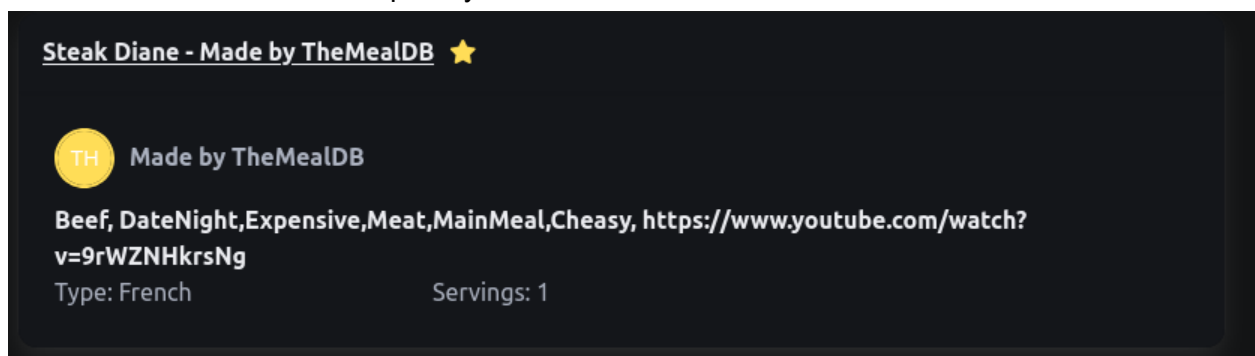 Steak Diane - Made by TheMealDB
TH
Made by TheMealDB
Beef, DateNight,Expensive,Meat,MainMeal,Cheasy, https://www.youtube.com/watch?
v=9rWZNHkrsNg
Type: French
Servings: 1